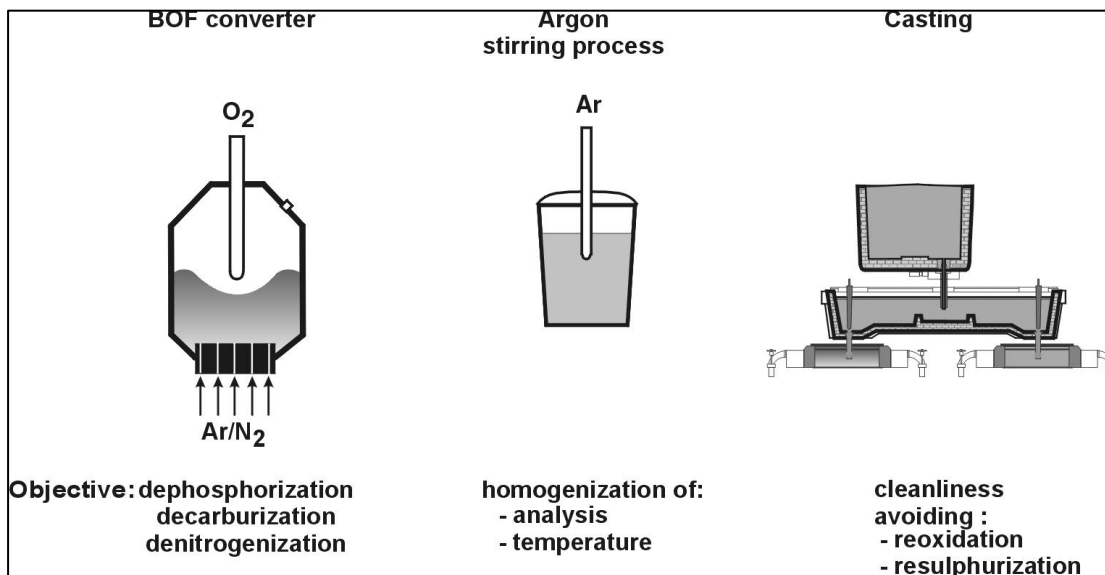 BOF converter
Argon
stirring process
Casting
O2
Ar
Ar/N2
Objective: dephosphorization
decarburization
denitrogenization
homogenization of:
- analysis
- temperature
cleanliness
avoiding :
- reoxidation
- resulphurization